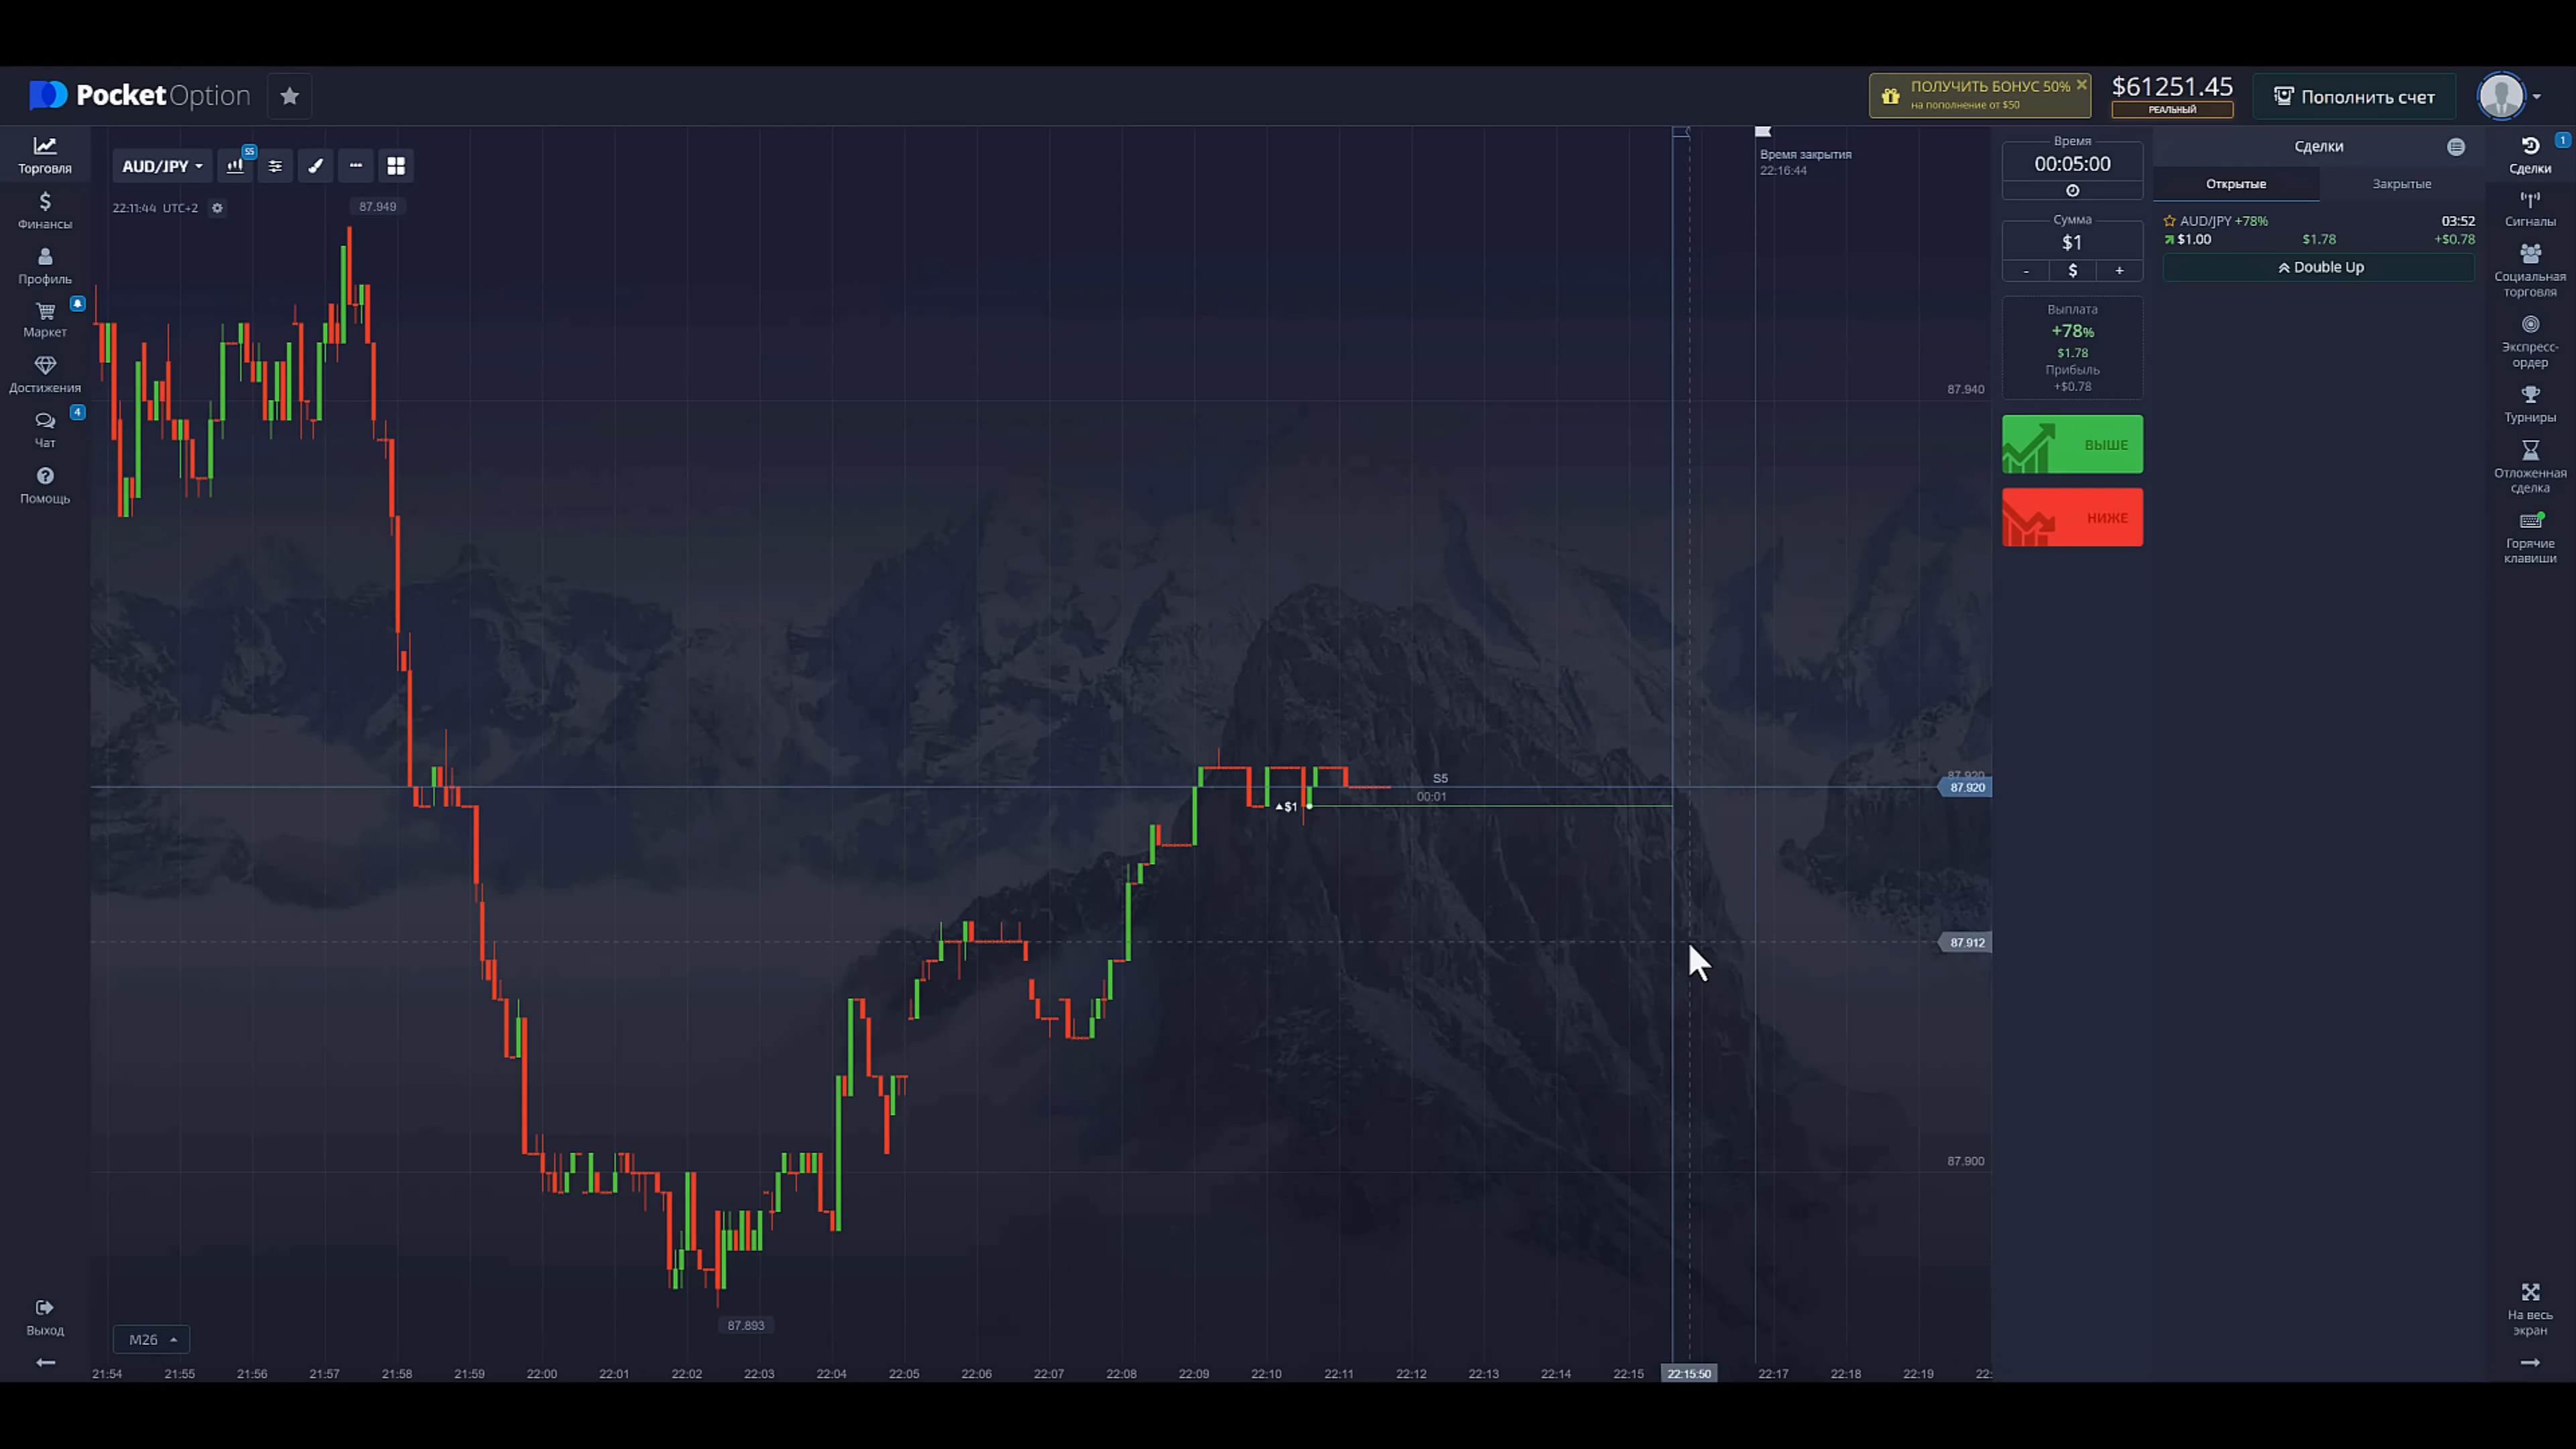 PocketOption
ПОЛУЧИТЬ БОНУС 50%
на пополнение от $50
$61251.45
РЕАЛЬНЫЙ
Пополнить счет
Торговля
Финансы
Профиль
Маркет
Достижения
4
Чат
Помощь
Выход
AUD/JPY
S5
22:11:44 UTC+2
87.949
Время закрытия
22:16:44
87.940
S5
00:01
$1
87.920
87.920
87.912
87.900
87.893
M26
21:54 21:55 21:56 21:57 21:58 21:59 22:00 22:01 22:02 22:03 22:04 22:05 22:06 22:07 22:08 22:09 22:10 22:11 22:12 22:13 22:14 22:15 22:15:50 22:17 22:18 22:19 22:
Время
00:05:00
Сумма
$1
- $ +
Выплата
+78%
$1.78
Прибыль
+$0.78
ВЫШЕ
НИЖЕ
Сделки
Открытые Закрытые
AUD/JPY +78% 03:52
$1.00 $1.78 +$0.78
Double Up
1
Сделки
Сигналы
Социальная
торговля
Экспресс-
ордер
Турниры
Отложенная
сделка
Горячие
клавиши
На весь
экран